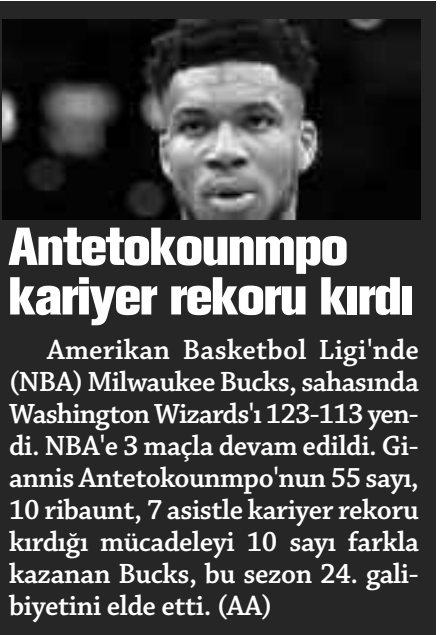 Antetokounmpo
kariyer rekoru kırdı
Amerikan Basketbol Ligi'nde
(NBA) Milwaukee Bucks, sahasında
Washington Wizards'ı 123-113 yen-
di. NBA'e 3 maçla devam edildi. Gi-
annis Antetokounmpo'nun 55 sayı,
10 ribaunt, 7 asistle kariyer rekoru
kırdığı mücadeleyi 10 sayı farkla
kazanan Bucks, bu sezon 24. gali-
biyetini elde etti. (AA)